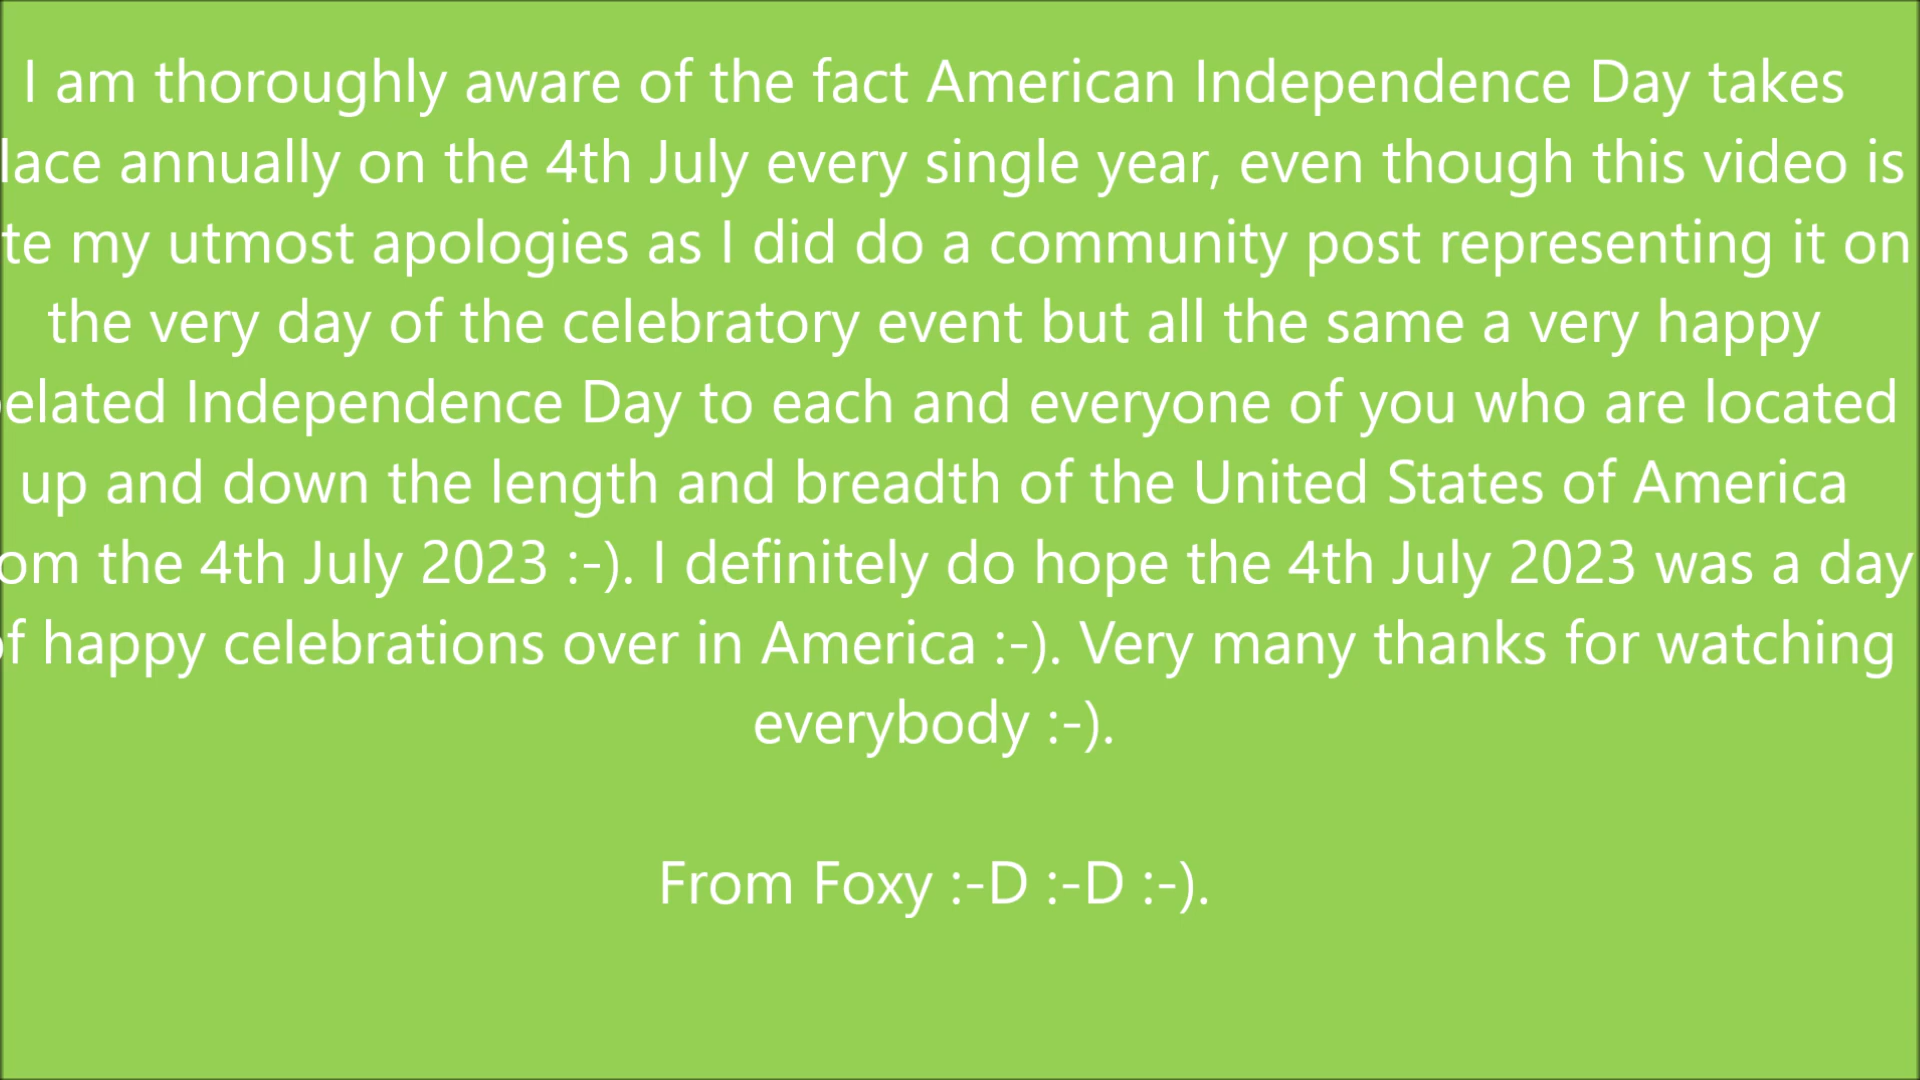 I am thoroughly aware of the fact American Independence Day takes
lace annually on the 4th July every single year, even though this video is
te my utmost apologies as I did do a community post representing it on
the very day of the celebratory event but all the same a very happy
elated Independence Day to each and everyone of you who are located
up and down the length and breadth of the United States of America
om the 4th July 2023 :-). I definitely do hope the 4th July 2023 was a day
of happy celebrations over in America :-). Very many thanks for watching
everybody :-).
From Foxy :-D :-D :-).